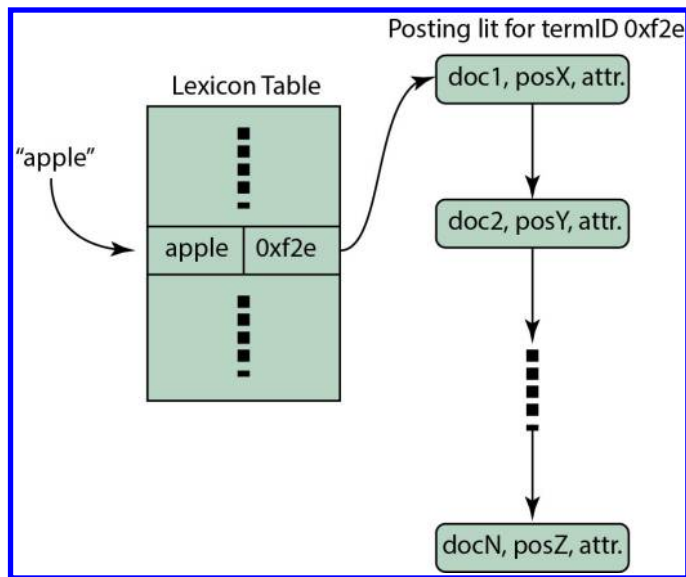 Posting lit for termID 0xf2e
doc1, posX, attr.
Lexicon Table
“apple”
doc2, posY, attr.
apple 0xf2e
docN, posZ, attr.